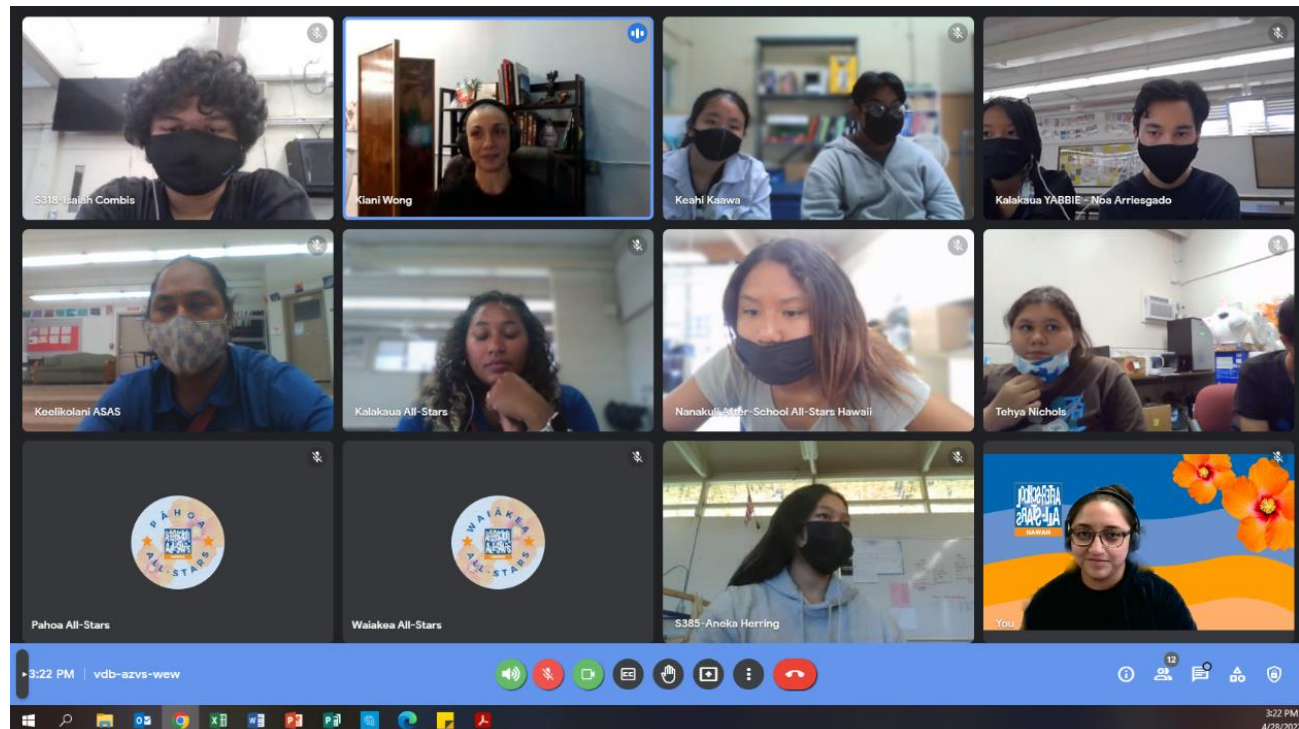 S318-Isaiah Combis
Kiani Wong
Keahi Kaawa
Kalakaua YABBIE - Noa Arriesgado
Keelikolani ASAS
Kalakaua All-Stars
Nanakuli After-School All-Stars Hawaii
Tehya Nichols
PĀHOA
ALL-STARS
Pahoa All-Stars
WAIĀKEA
ALL-STARS
Waiakea All-Stars
S385-Aneka Herring
AFTER-SCHOOL
ALL-STARS
HAWAII
You
3:22 PM | vdb-azvs-wew
12
3:22 PM